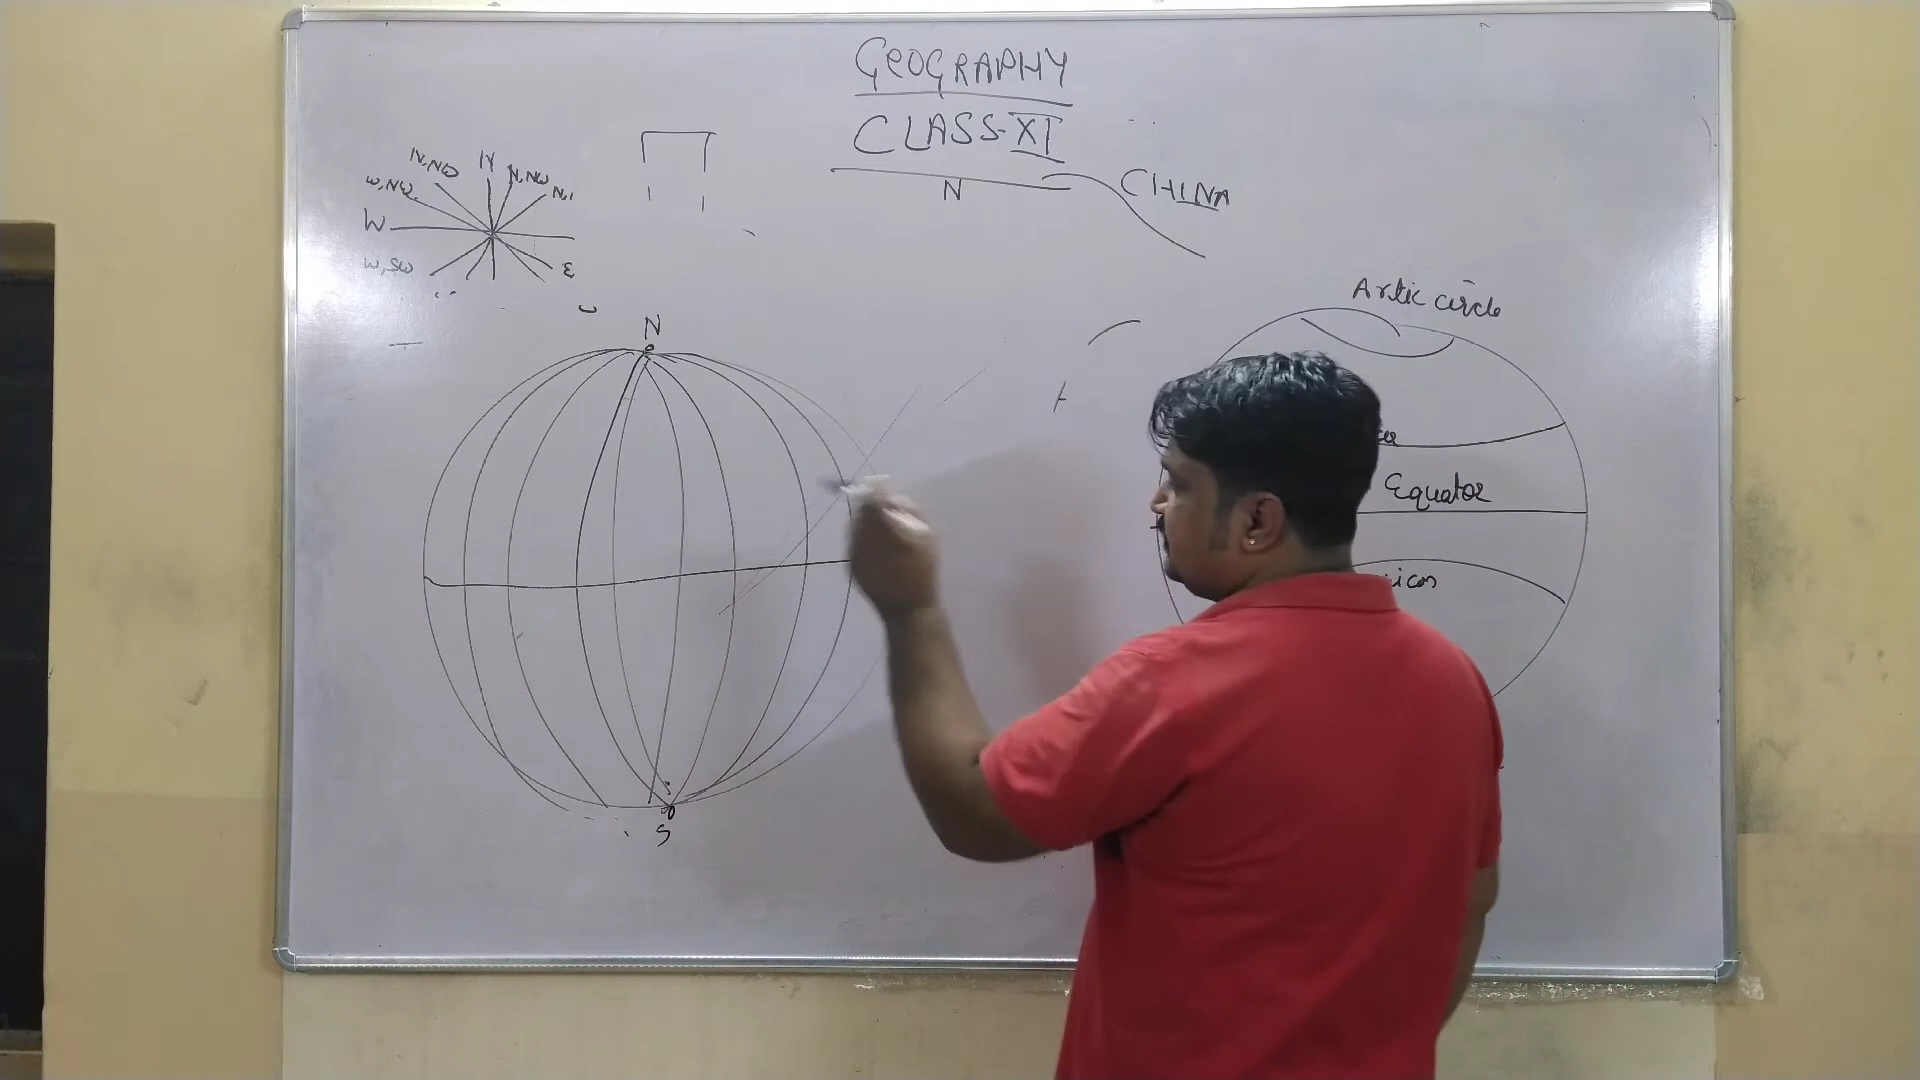 GEOGRAPHY
CLASS-XI
N
CHINA
N,NW
N
N,NW
W,NW
W
W,SW
E
N
S
Artic circle
Equator